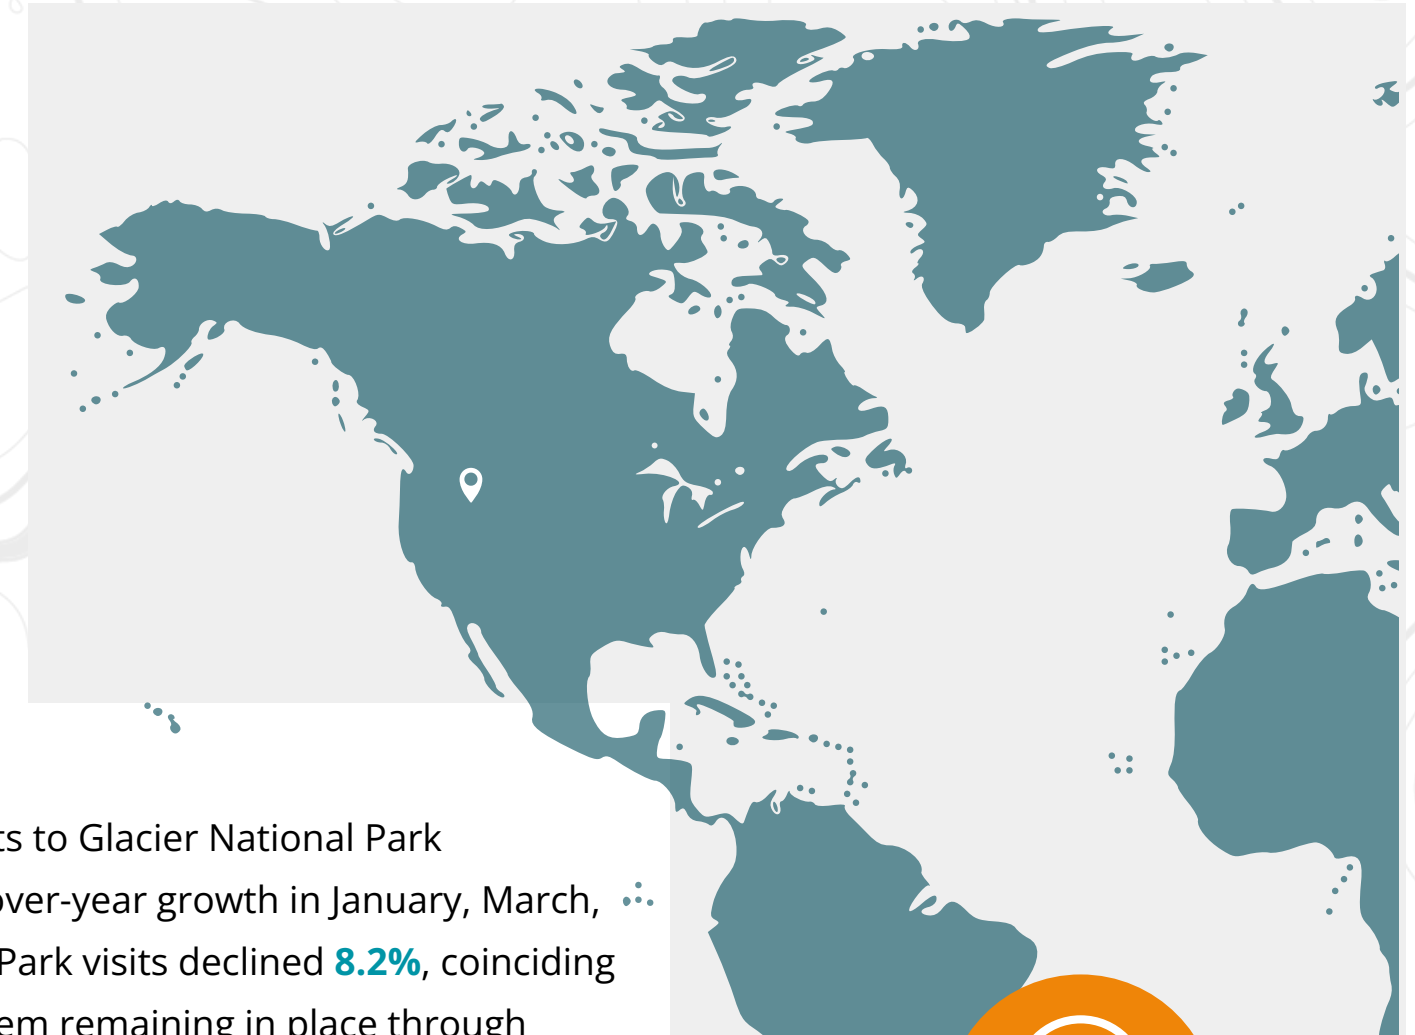 ts to Glacier National Park
over-year growth in January, March,
Park visits declined 8.2%, coinciding
em remaining in place through